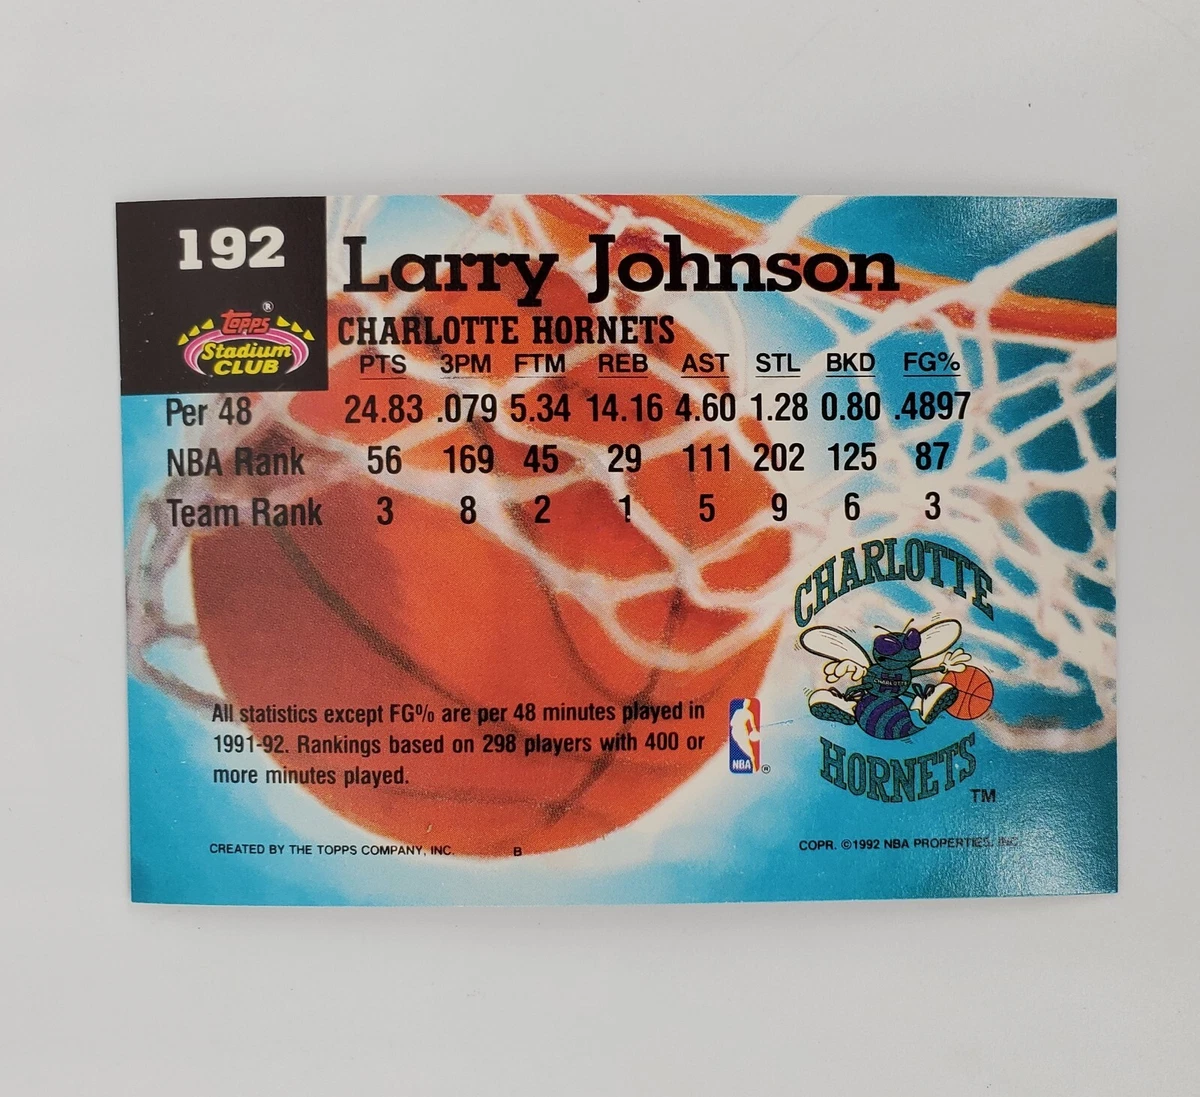 192
Topps ®
Stadium
CLUB
Larry Johnson
CHARLOTTE HORNETS
PTS 3PM FTM REB AST STL BKD FG%
Per 48 24.83 .079 5.34 14.16 4.60 1.28 0.80 .4897
NBA Rank 56 169 45 29 111 202 125 87
Team Rank 3 8 2 1 5 9 6 3
CHARLOTTE
CHARLOTTE
HORNETS
TM
All statistics except FG% are per 48 minutes played in
1991-92. Rankings based on 298 players with 400 or
more minutes played.
NBA ®
CREATED BY THE TOPPS COMPANY, INC. B
COPR. ©1992 NBA PROPERTIES, INC.